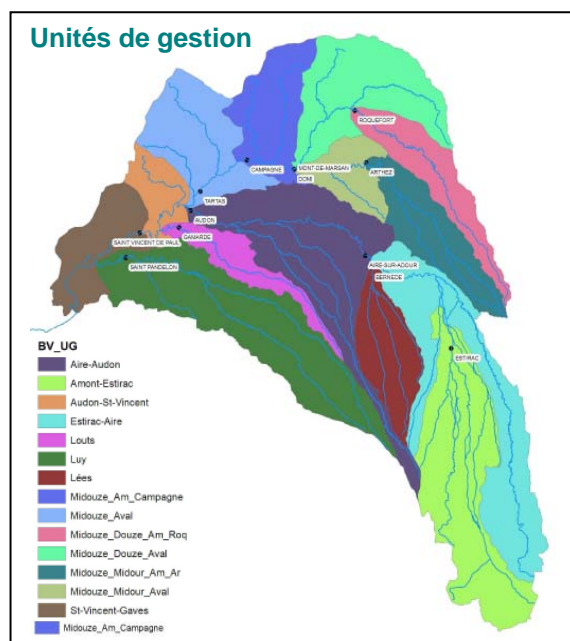 Unités de gestion
ROQUEFORT
CAMPAGNE
MONT-DE-MARSAN
ARTHEZ
DOMI
TARTAS
AUDON
SAINT VINCENT DE PAUL
GAMARDE
SAINT PANDELON
AIRE-SUR-ADOUR
BERNEDE
ESTIRAC
BV_UG
Aire-Audon
Amont-Estirac
Audon-St-Vincent
Estirac-Aire
Louts
Luy
Lées
Midouze_Am_Campagne
Midouze_Aval
Midouze_Douze_Am_Roq
Midouze_Douze_Aval
Midouze_Midour_Am_Ar
Midouze_Midour_Aval
St-Vincent-Gaves
Midouze_Am_Campagne